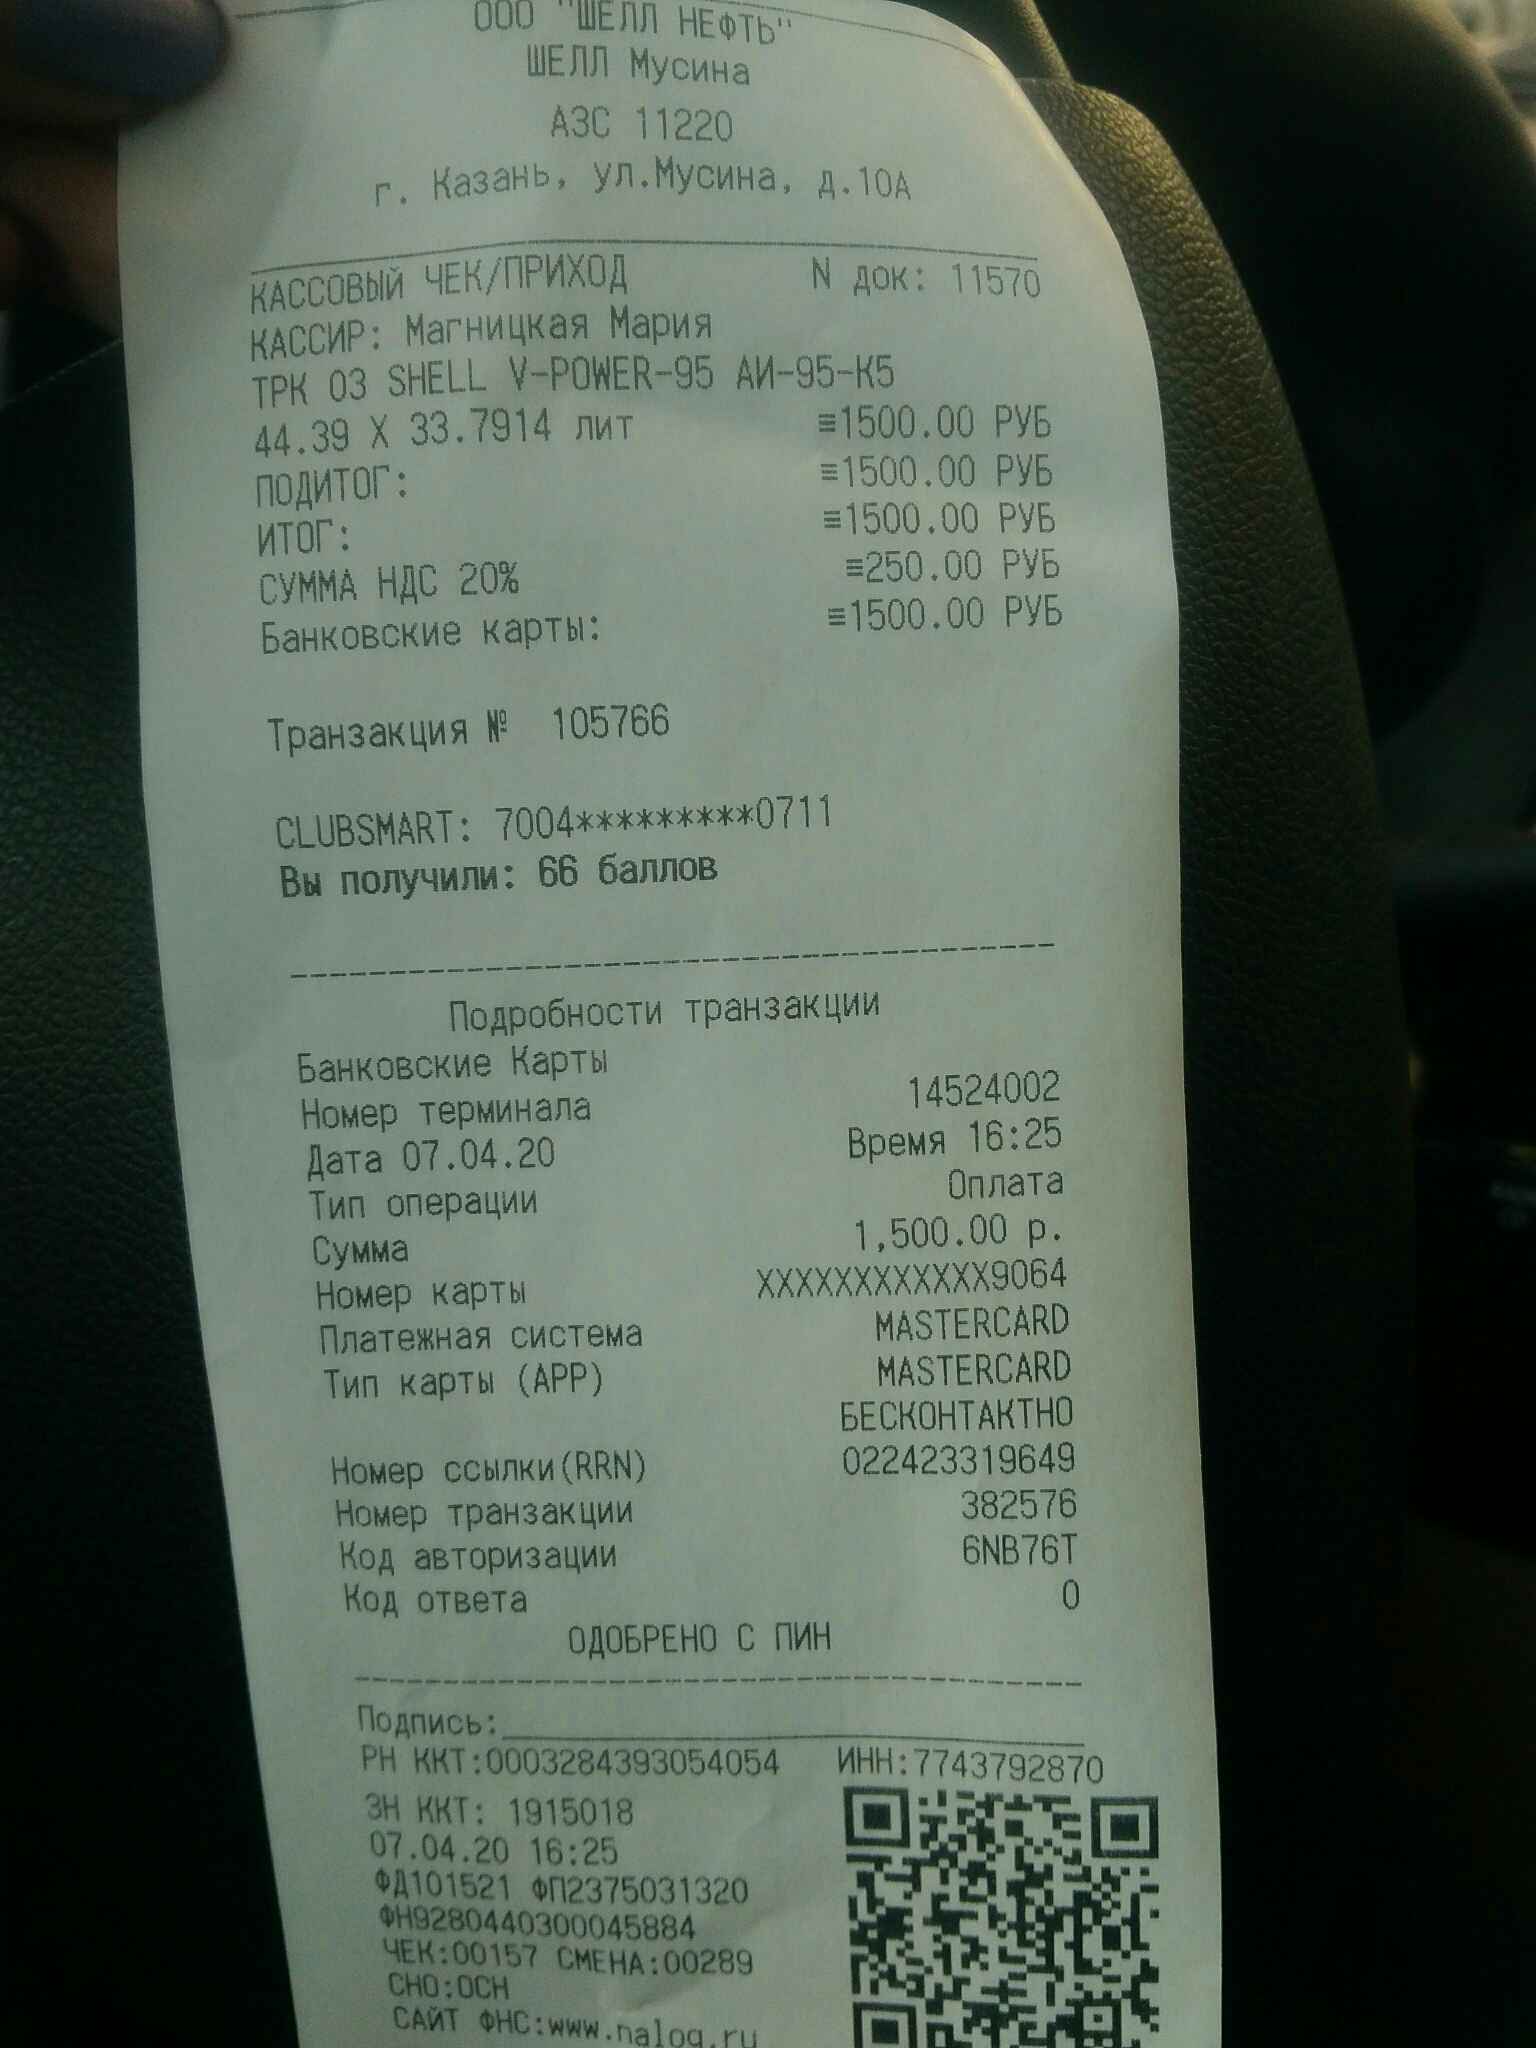 ООО "ШЕЛЛ НЕФТЬ"
ШЕЛЛ Мусина
АЗС 11220
г. Казань, ул.Мусина, д.10А
КАССОВЫЙ ЧЕК/ПРИХОД N док: 11570
КАССИР: Магницкая Мария
ТРК 03 SHELL V-POWER-95 АИ-95-К5
44.39 X 33.7914 лит ≡1500.00 РУБ
ПОДИТОГ: ≡1500.00 РУБ
ИТОГ: ≡1500.00 РУБ
СУММА НДС 20% ≡250.00 РУБ
Банковские карты: ≡1500.00 РУБ
Транзакция № 105766
CLUBSMART: 7004*********0711
Вы получили: 66 баллов
Подробности транзакции
Банковские Карты
Номер терминала 14524002
Дата 07.04.20 Время 16:25
Тип операции Оплата
Сумма 1,500.00 р.
Номер карты XXXXXXXXXXXX9064
Платежная система MASTERCARD
Тип карты (APP) MASTERCARD
БЕСКОНТАКТНО
Номер ссылки(RRN) 022423319649
Номер транзакции 382576
Код авторизации 6NB76T
Код ответа 0
ОДОБРЕНО С ПИН
Подпись:
РН ККТ:0003284393054054 ИНН:7743792870
ЗН ККТ: 1915018
07.04.20 16:25
ФД101521 ФП2375031320
ФН9280440300045884
ЧЕК:00157 СМЕНА:00289
СНО:ОСН
САЙТ ФНС:www.nalog.ru